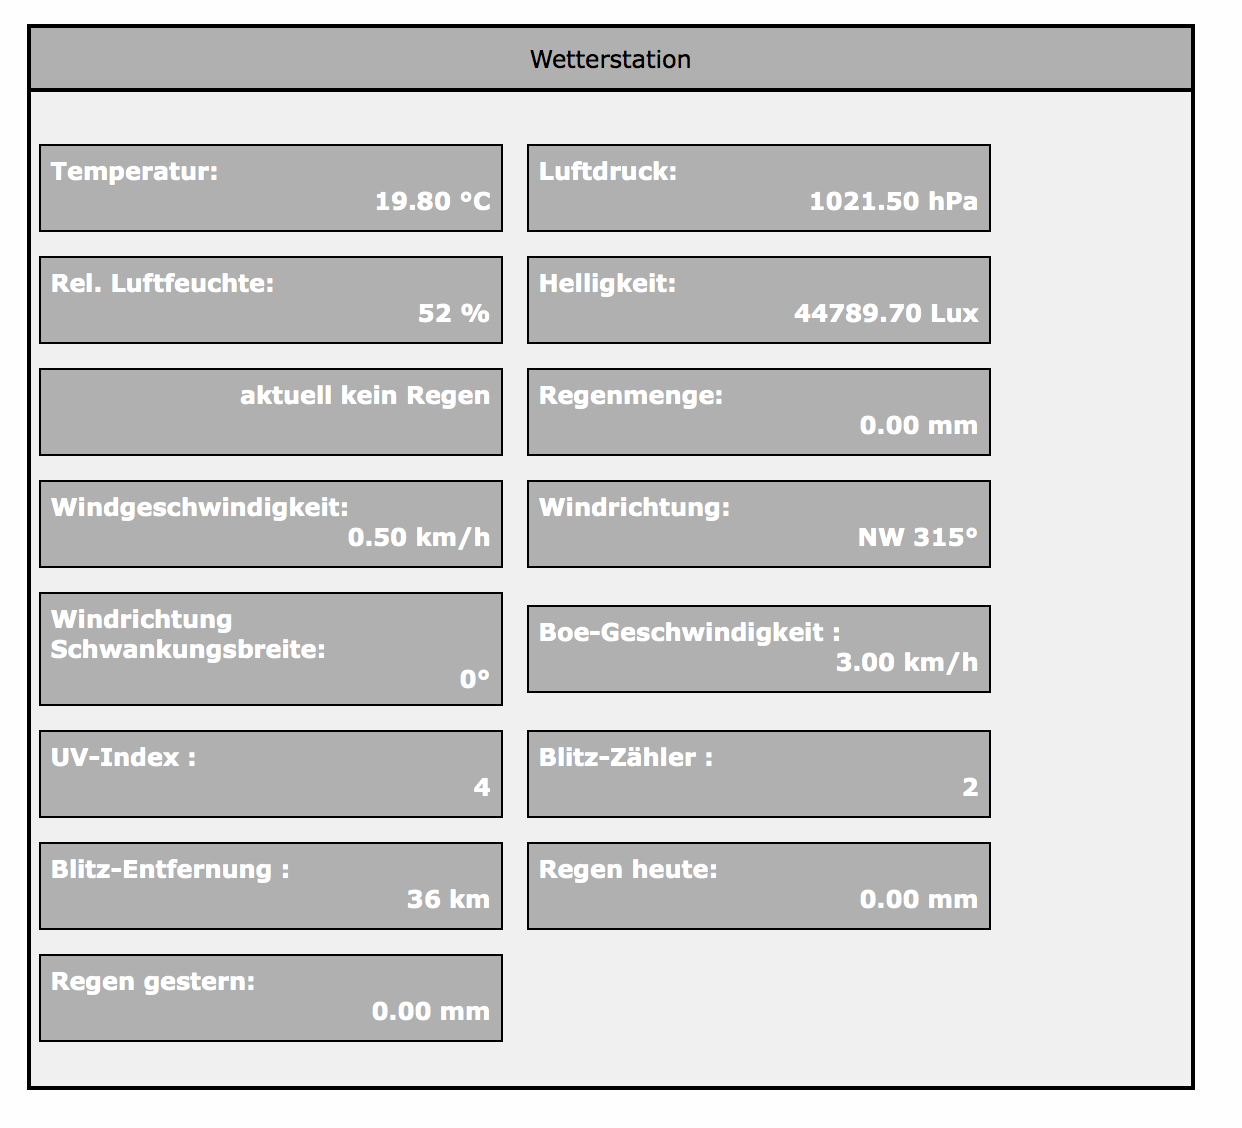 Wetterstation
Temperatur:
19.80 °C
Luftdruck:
1021.50 hPa
Rel. Luftfeuchte:
52 %
Helligkeit:
44789.70 Lux
aktuell kein Regen
Regenmenge:
0.00 mm
Windgeschwindigkeit:
0.50 km/h
Windrichtung:
NW 315°
Windrichtung
Schwankungsbreite:
0°
Boe-Geschwindigkeit :
3.00 km/h
UV-Index :
4
Blitz-Zähler :
2
Blitz-Entfernung :
36 km
Regen heute:
0.00 mm
Regen gestern:
0.00 mm